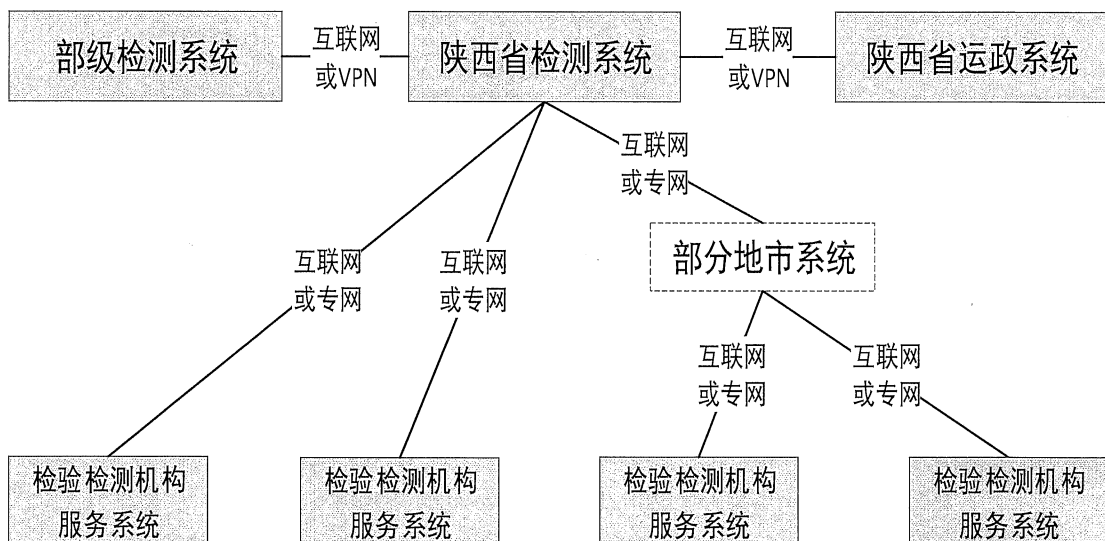 部级检测系统
互联网
或VPN
陕西省检测系统
互联网
或VPN
陕西省运政系统
互联网
或专网
部分地市系统
互联网
或专网
互联网
或专网
互联网
或专网
互联网
或专网
检验检测机构
服务系统
检验检测机构
服务系统
检验检测机构
服务系统
检验检测机构
服务系统